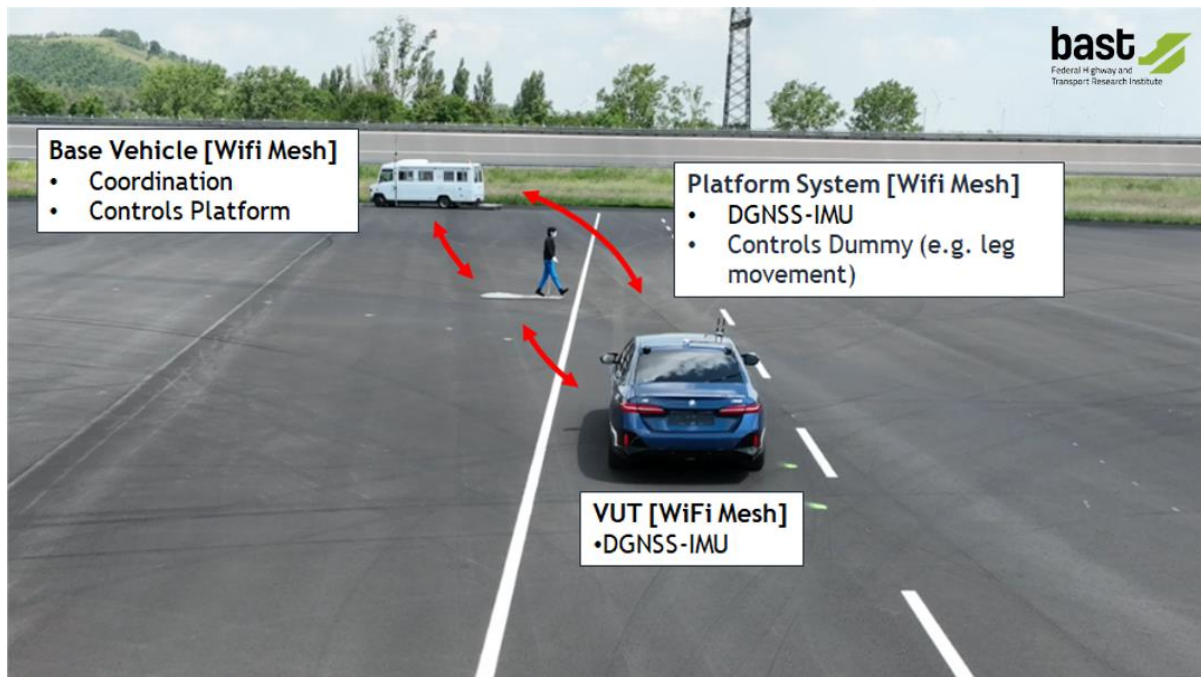 bast
Federal Highway and
Transport Research Institute
Base Vehicle [Wifi Mesh]
• Coordination
• Controls Platform
Platform System [Wifi Mesh]
• DGNSS-IMU
• Controls Dummy (e.g. leg
movement)
VUT [WiFi Mesh]
•DGNSS-IMU